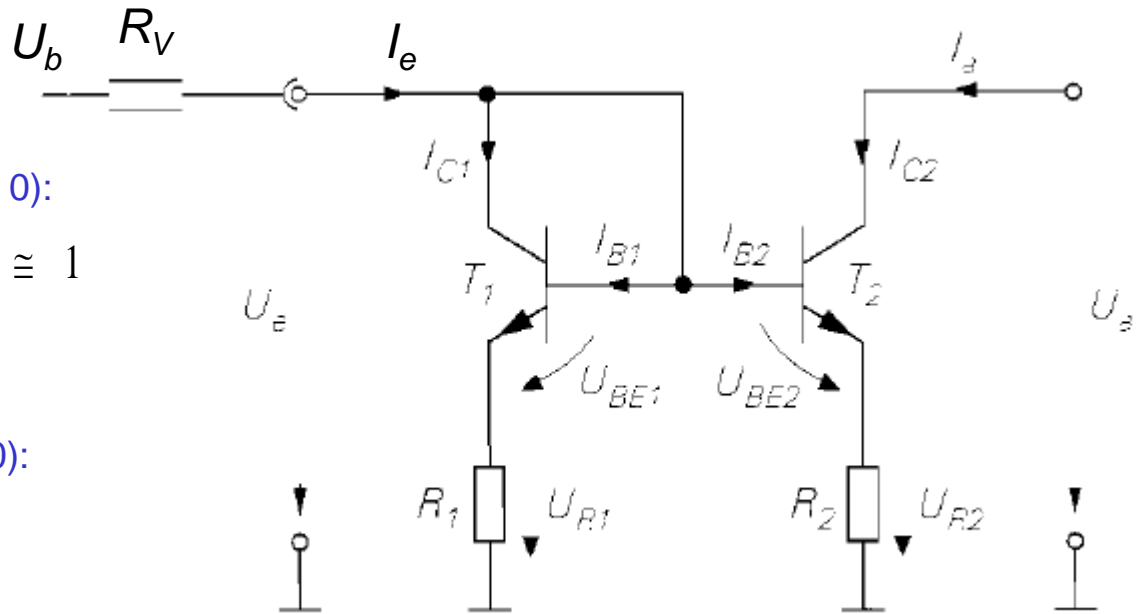 U_b R_V I_e I_a
I_C1 I_C2
0):
≅ 1
I_B1 I_B2
T_1 T_2
U_e U_a
U_BE1 U_BE2
0):
R_1 U_R1 R_2 U_R2